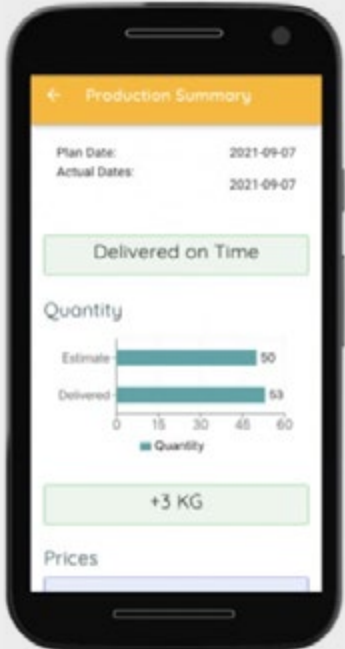 ← Production Summary
Plan Date: 2021-09-07
Actual Dates:
2021-09-07
Delivered on Time
Quantity
Estimate 50
Delivered 53
0 15 30 45 60
Quantity
+3 KG
Prices